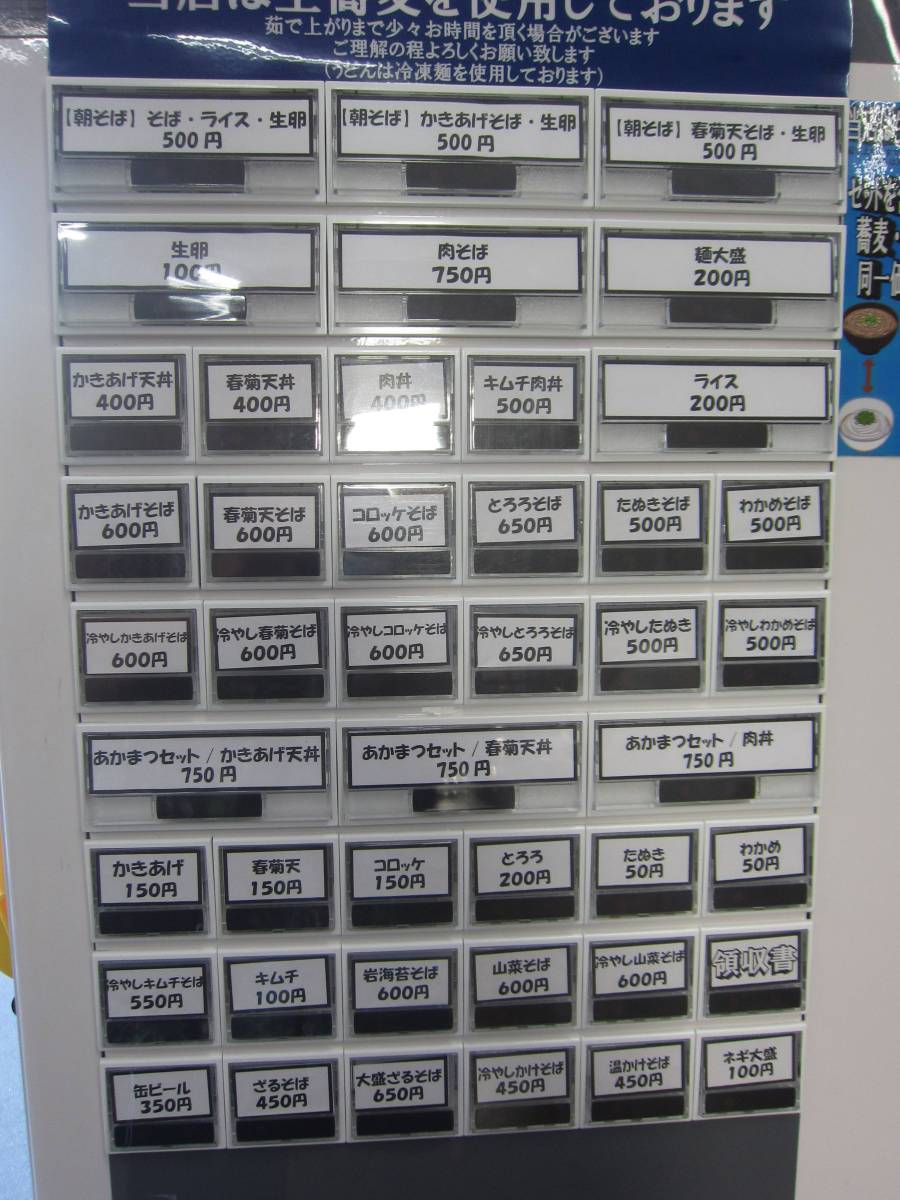 当店は生蕎麦を使用しております
茹で上がりまで少々お時間を頂く場合がございます
ご理解の程よろしくお願い致します
(うどんは冷凍麺を使用しております)
【朝そば】そば・ライス・生卵
500円
【朝そば】かきあげそば・生卵
500円
【朝そば】春菊天そば・生卵
500円
生卵
100円
肉そば
750円
麺大盛
200円
かきあげ天丼
400円
春菊天丼
400円
肉丼
400円
キムチ肉丼
500円
ライス
200円
かきあげそば
600円
春菊天そば
600円
コロッケそば
600円
とろろそば
650円
たぬきそば
500円
わかめそば
500円
冷やしかきあげそば
600円
冷やし春菊そば
600円
冷やしコロッケそば
600円
冷やしとろろそば
650円
冷やしたぬき
500円
冷やしわかめそば
500円
あかまつセット / かきあげ天丼
750円
あかまつセット / 春菊天丼
750円
あかまつセット / 肉丼
750円
かきあげ
150円
春菊天
150円
コロッケ
150円
とろろ
200円
たぬき
50円
わかめ
50円
冷やしキムチそば
550円
キムチ
100円
岩海苔そば
600円
山菜そば
600円
冷やし山菜そば
600円
領収書
缶ビール
350円
ざるそば
450円
大盛ざるそば
650円
冷やしかけそば
450円
温かけそば
450円
ネギ大盛
100円
セットを
蕎麦・
同一